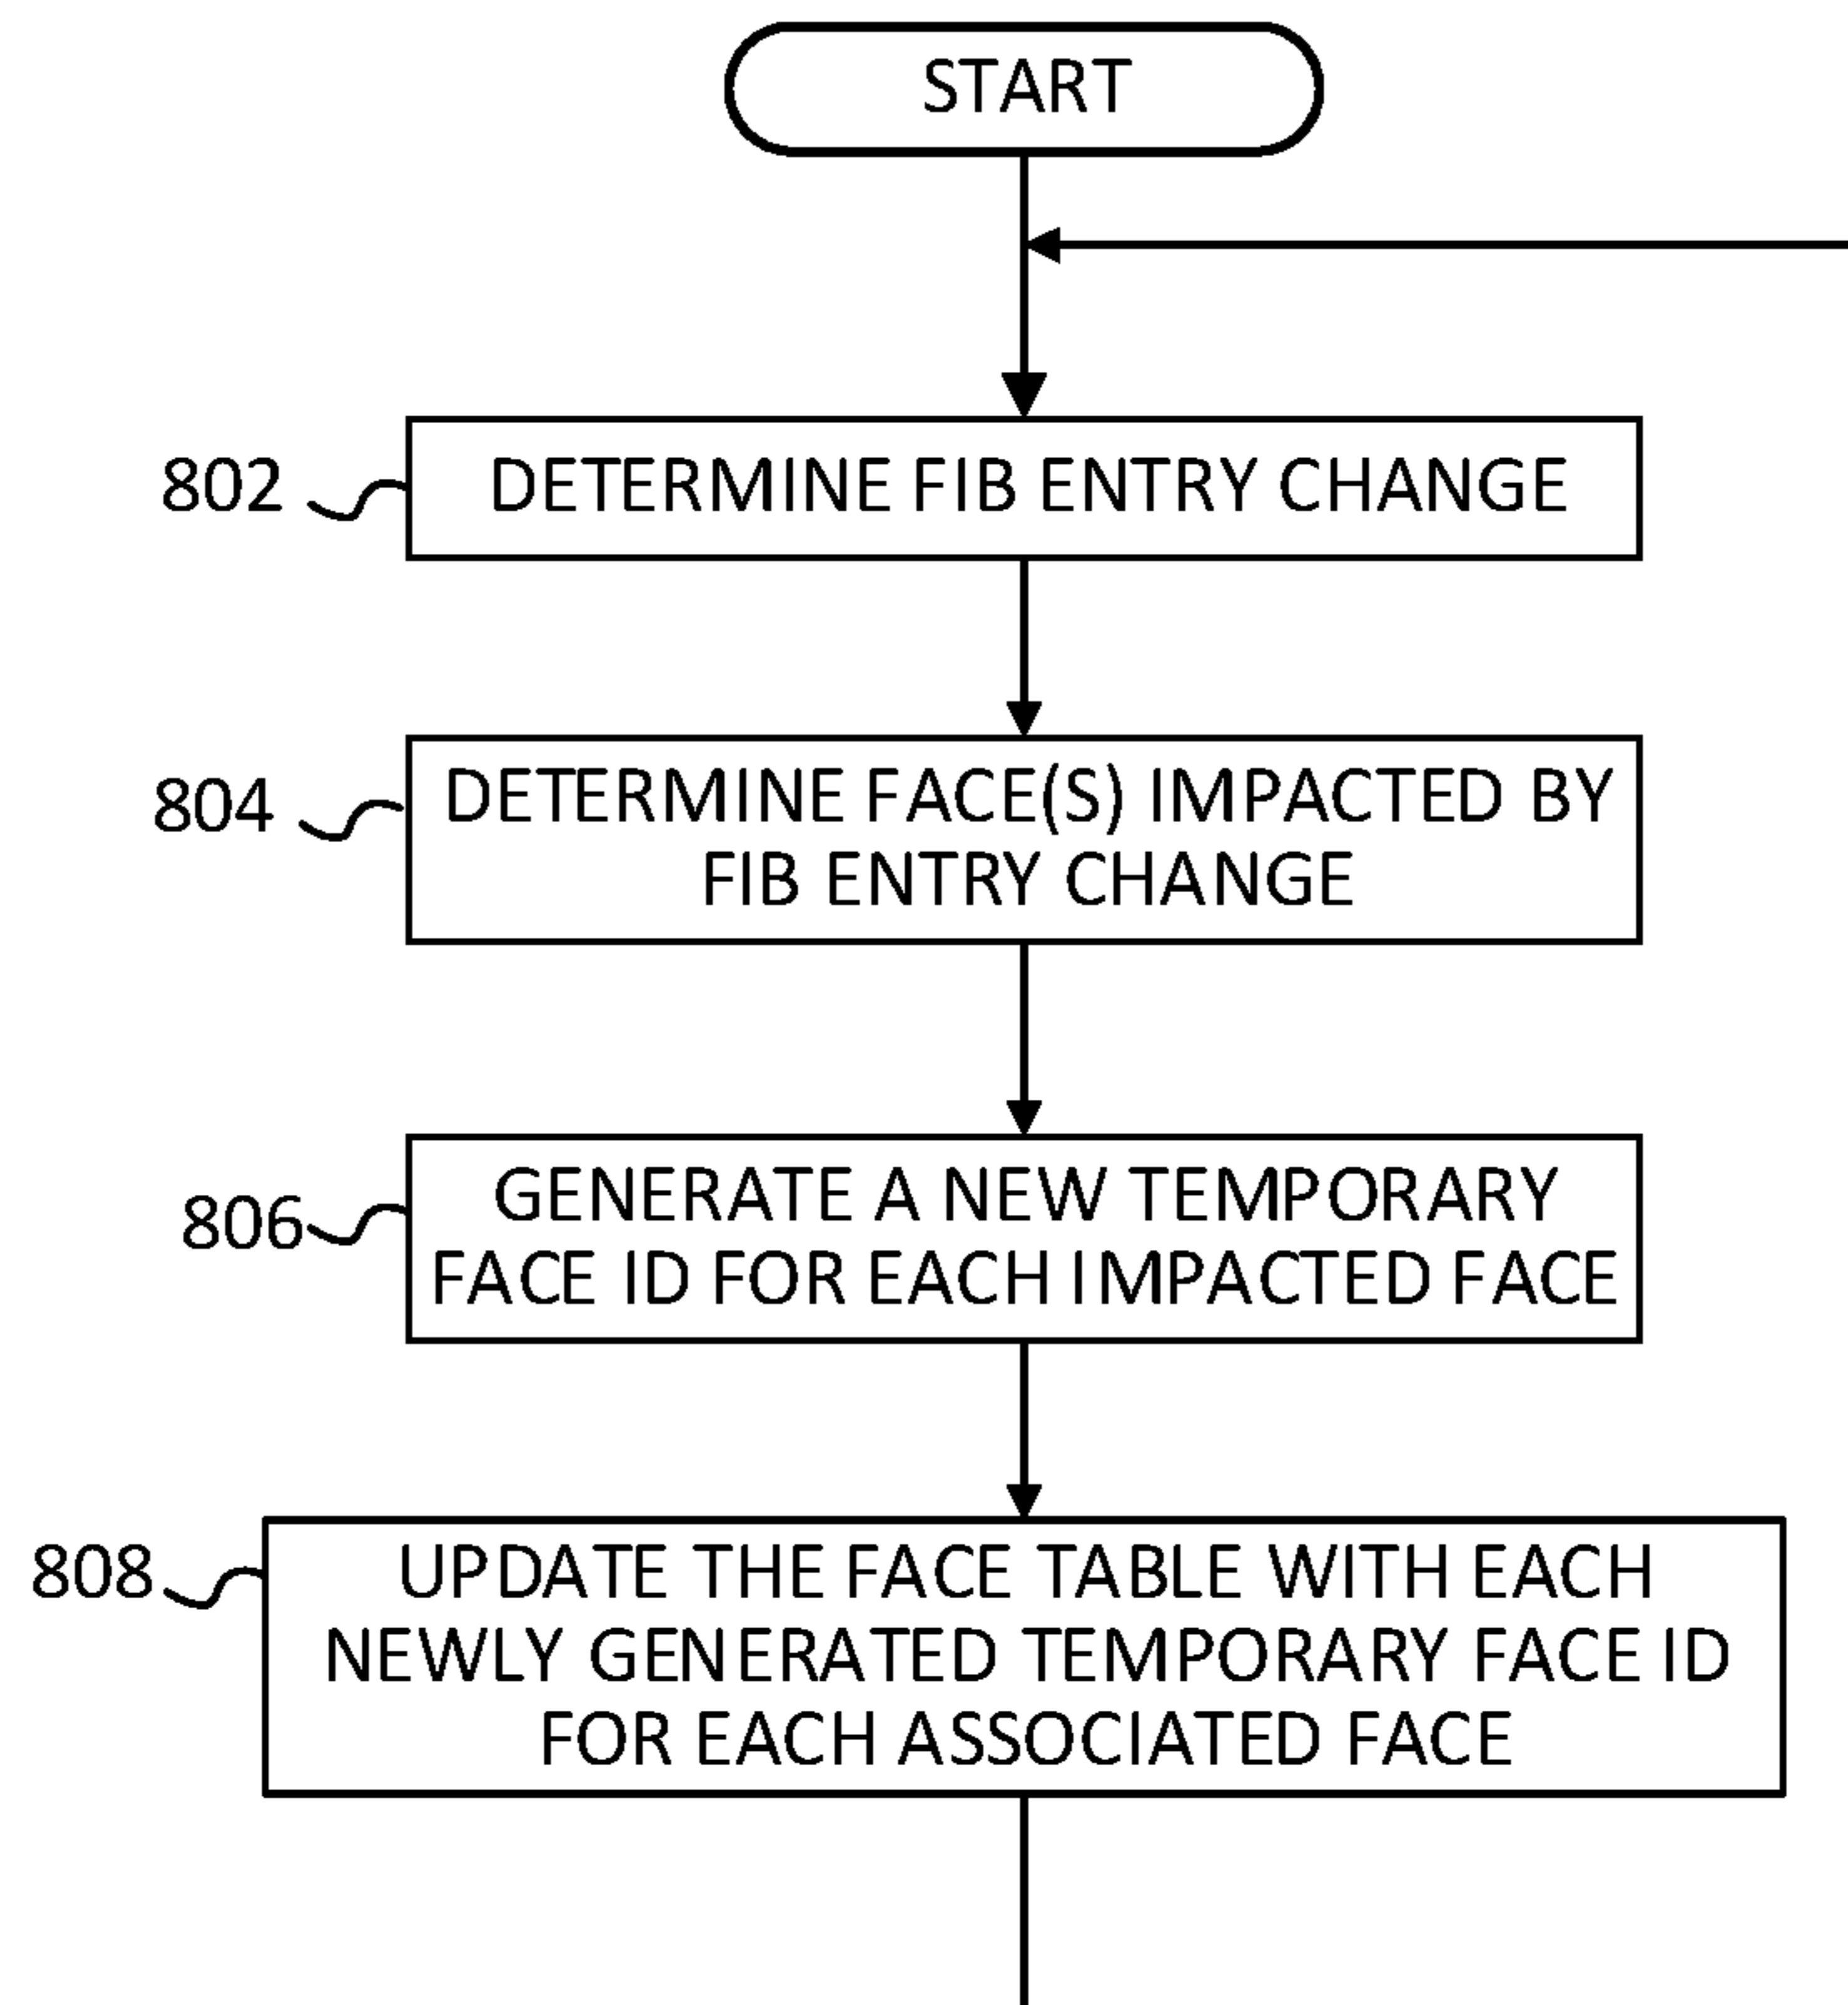 START
802
DETERMINE FIB ENTRY CHANGE
804
DETERMINE FACE(S) IMPACTED BY
FIB ENTRY CHANGE
806
GENERATE A NEW TEMPORARY
FACE ID FOR EACH IMPACTED FACE
808
UPDATE THE FACE TABLE WITH EACH
NEWLY GENERATED TEMPORARY FACE ID
FOR EACH ASSOCIATED FACE